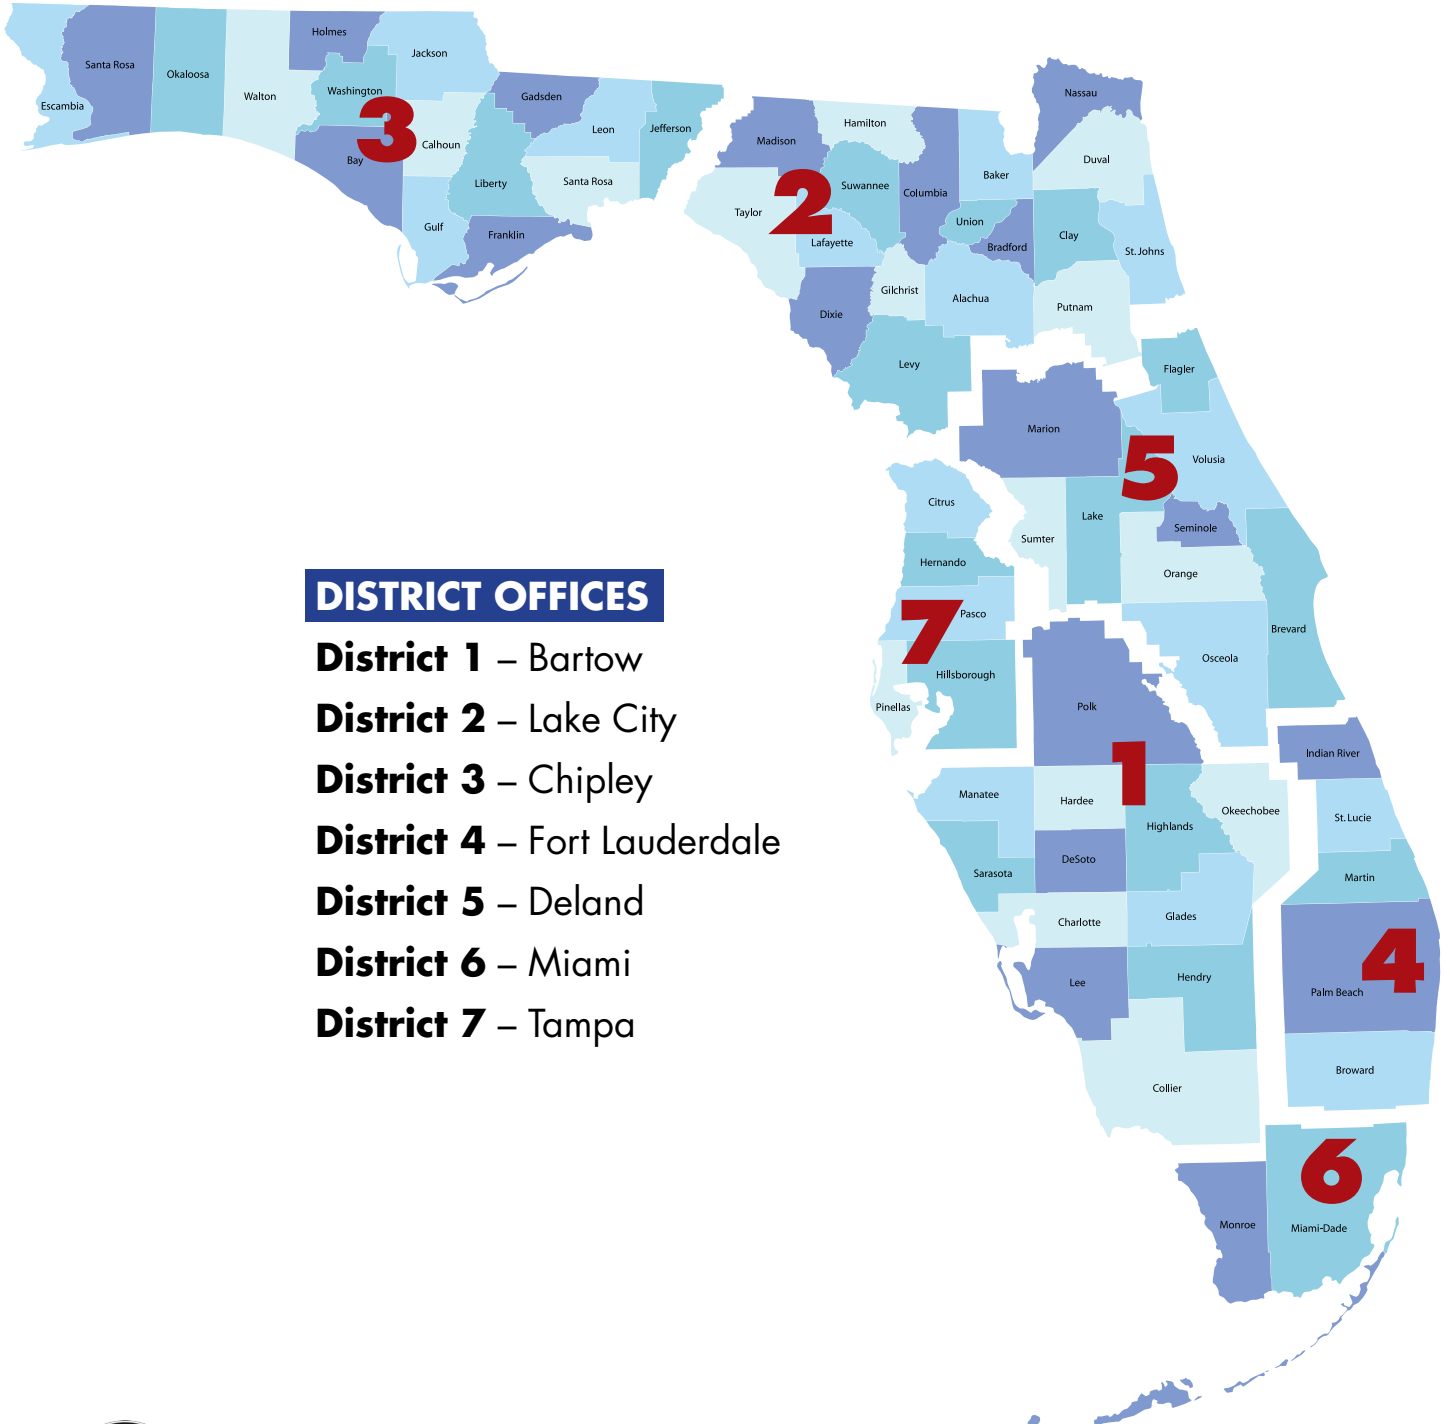 Holmes
Jackson
Santa Rosa
Okaloosa
Walton
Washington
Escambia
Gadsden
Leon
Jefferson
3
Calhoun
Bay
Liberty
Santa Rosa
Gulf
Franklin
Nassau
Hamilton
Madison
Duval
Baker
Suwannee
Columbia
2
Taylor
Union
Lafayette
Bradford
Clay
St. Johns
Gilchrist
Alachua
Dixie
Putnam
Levy
Flagler
Marion
5
Volusia
Citrus
Lake
Seminole
Sumter
Hernando
Orange
Pasco
7
Brevard
Osceola
Hillsborough
Pinellas
Polk
Indian River
1
Manatee
Hardee
Okeechobee
St. Lucie
Highlands
DeSoto
Sarasota
Martin
Charlotte
Glades
4
Lee
Hendry
Palm Beach
Collier
Broward
6
Monroe
Miami-Dade
DISTRICT OFFICES
District 1 – Bartow
District 2 – Lake City
District 3 – Chipley
District 4 – Fort Lauderdale
District 5 – Deland
District 6 – Miami
District 7 – Tampa